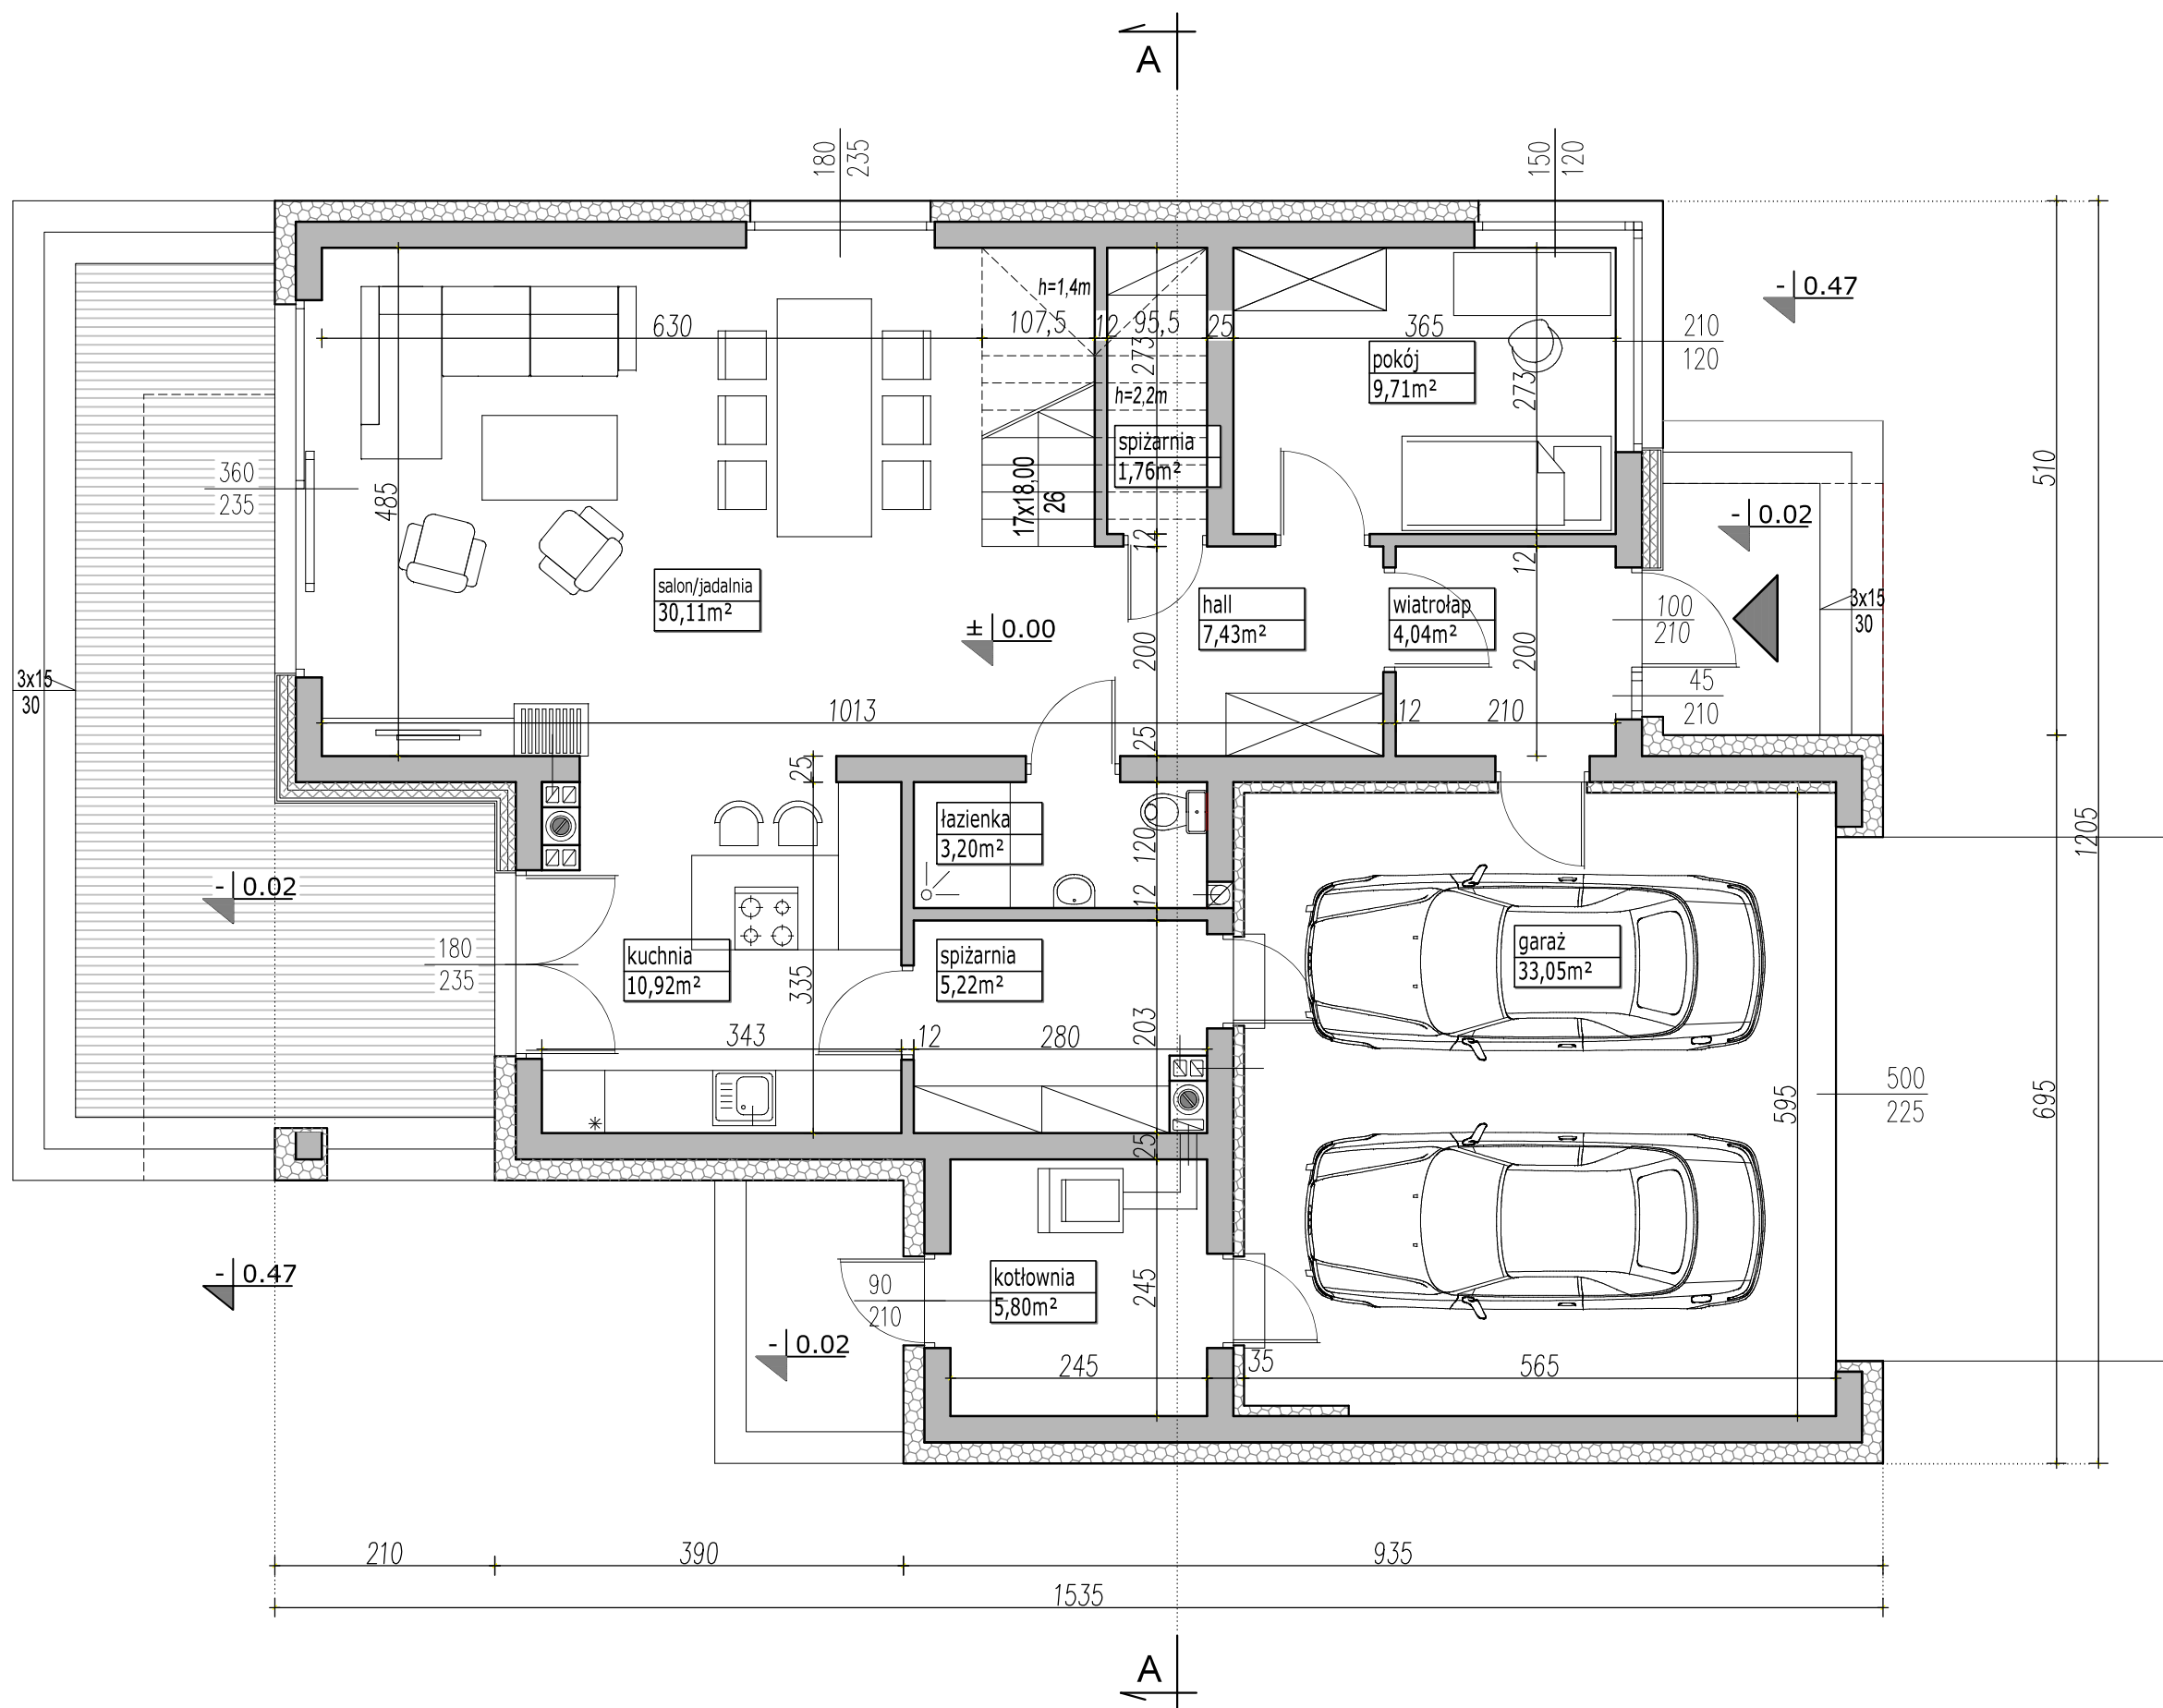 A
180
235
150
120
- 0.47
h=1,4m
630
107,5
12
95,5
25
365
210
120
273
pokój
9,71m²
273
h=2,2m
spiżarnia
1,76m²
360
235
485
17x18,00
26
510
- 0.02
12
12
salon/jadalnia
30,11m²
hall
7,43m²
wiatrołap
4,04m²
100
210
3x15
30
± 0.00
200
200
3x15
30
45
210
1013
12
210
25
25
łazienka
3,20m²
120
1205
12
- 0.02
180
235
kuchnia
10,92m²
spiżarnia
5,22m²
garaż
33,05m²
335
203
343
12
280
500
225
595
695
25
- 0.47
90
210
kotłownia
5,80m²
245
- 0.02
245
35
565
210
390
935
1535
A